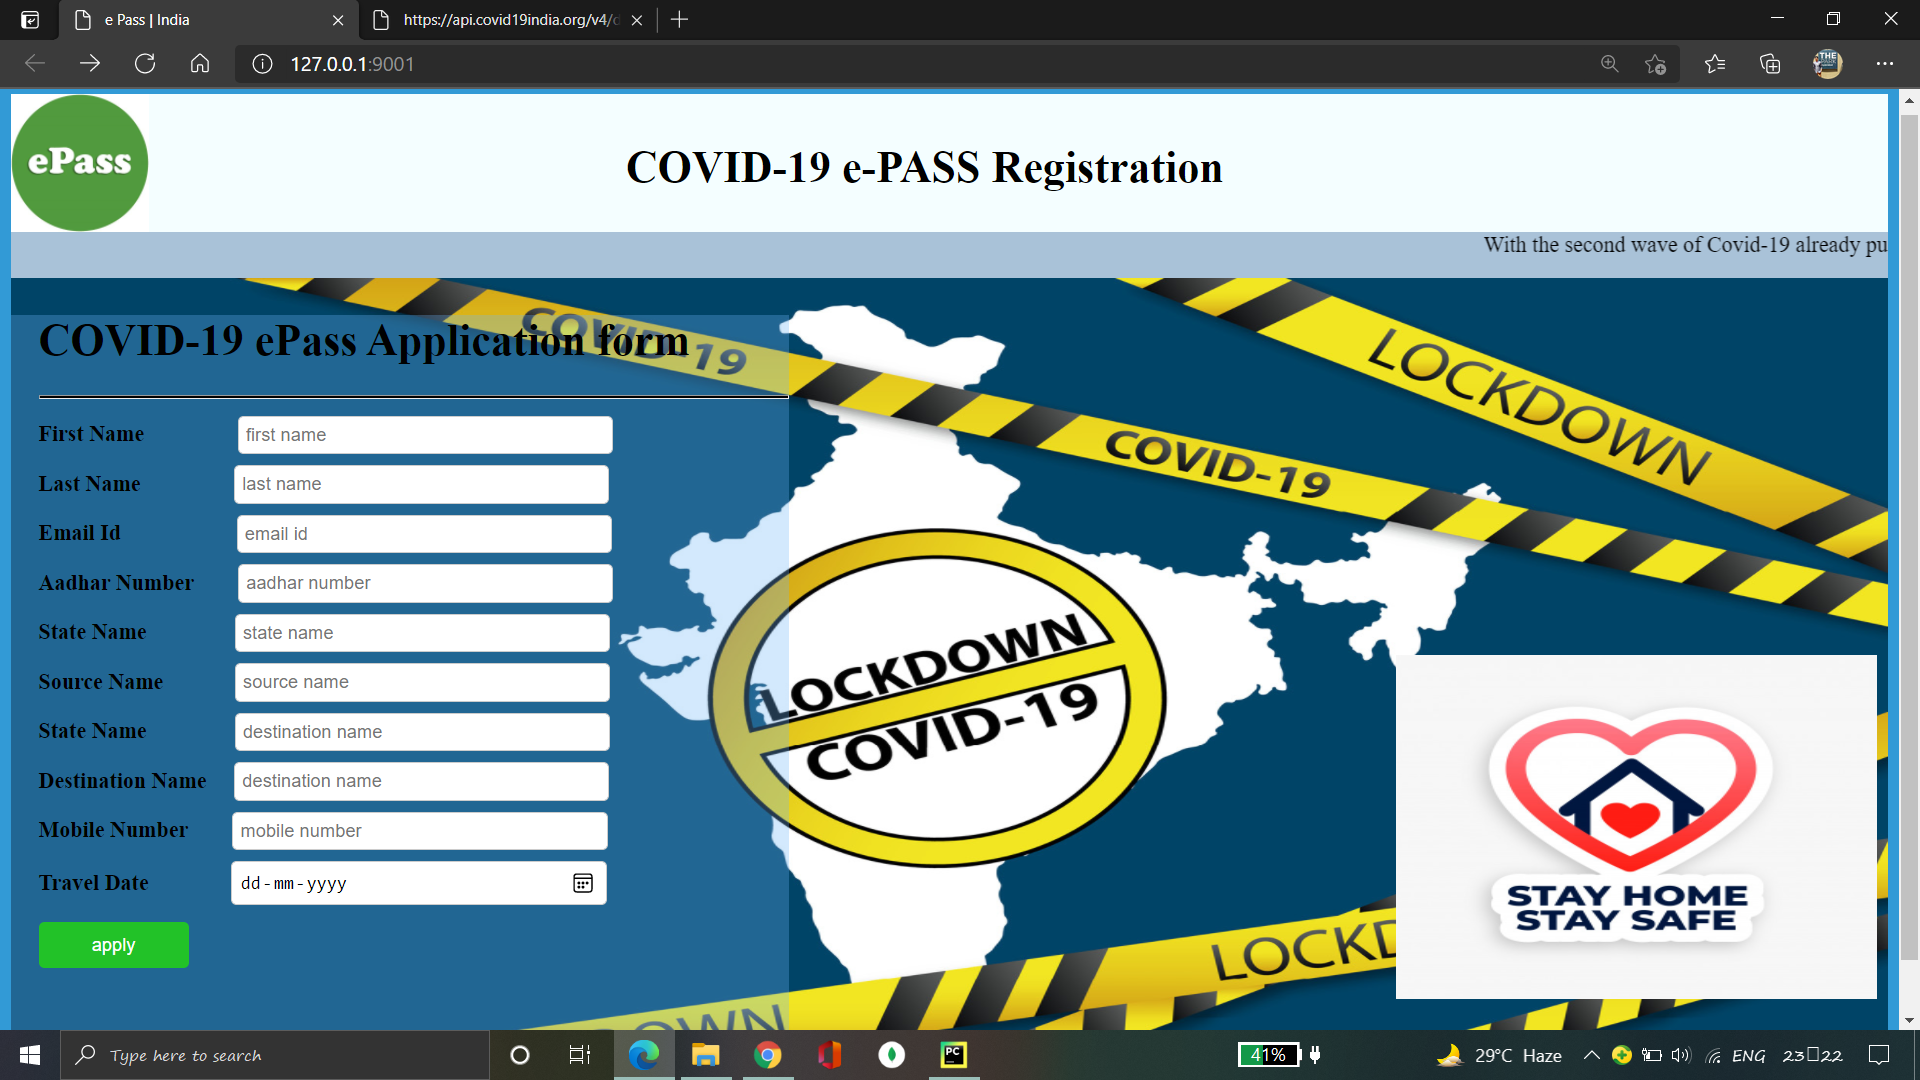 e Pass | India
https://api.covid19india.org/v4/d
127.0.0.1:9001
ePass
COVID-19 e-PASS Registration
With the second wave of Covid-19 already pu
COVID-19 ePass Application form
COVID-19
LOCKDOWN
COVID-19
First Name
first name
Last Name
last name
Email Id
email id
Aadhar Number
aadhar number
State Name
state name
Source Name
source name
State Name
destination name
Destination Name
destination name
Mobile Number
mobile number
Travel Date
dd-mm-yyyy
apply
LOCKDOWN
COVID-19
STAY HOME
STAY SAFE
LOCKD
OWN
Type here to search
PC
41%
29°C Haze
ENG
23▯22